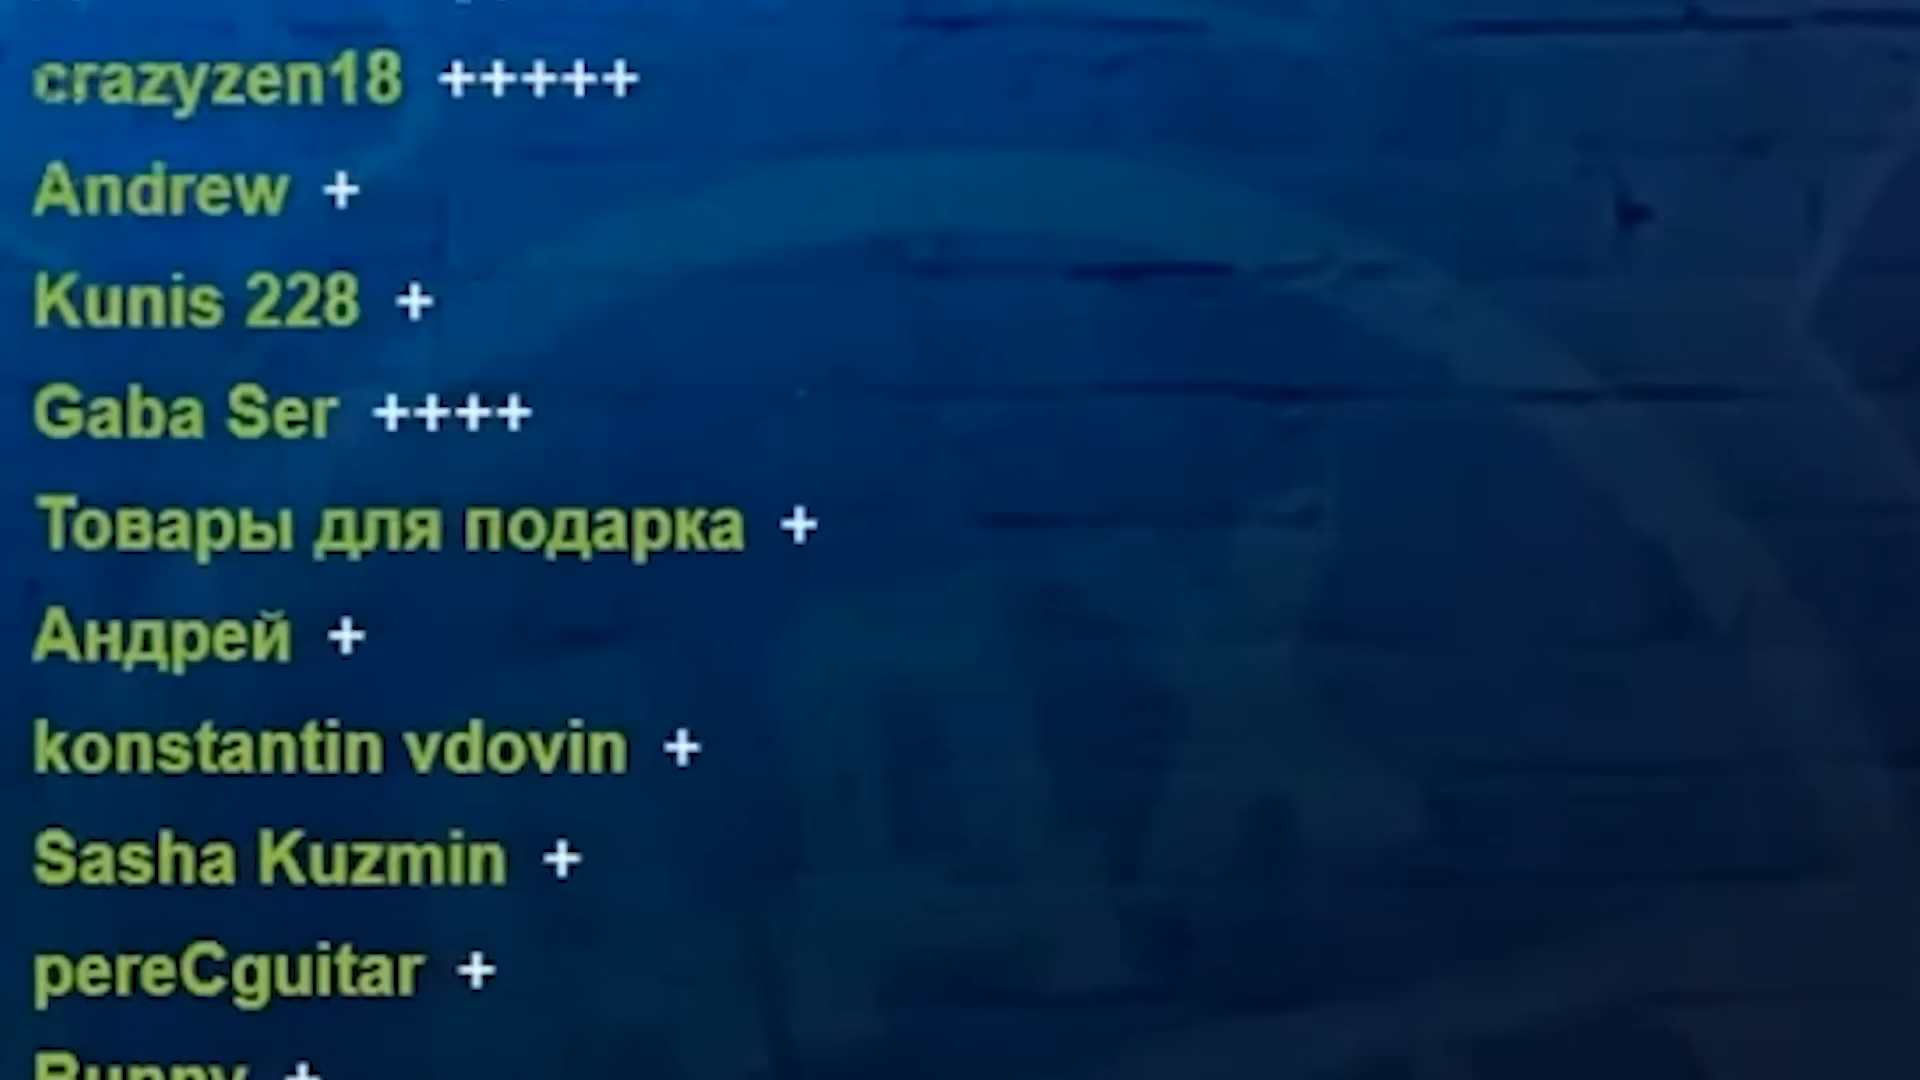 crazyzen18 +++++
Andrew +
Kunis 228 +
Gaba Ser ++++
Товары для подарка +
Андрей +
konstantin vdovin +
Sasha Kuzmin +
pereCguitar +